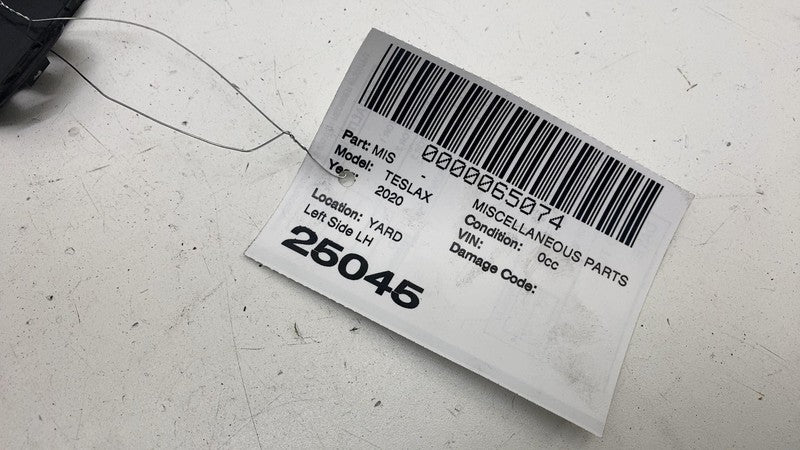 0000065074
Part: MIS - MISCELLANEOUS PARTS
Model: TESLAX Condition: 0cc
Year: 2020 VIN:
Damage Code:
Location: YARD
Left Side LH
25045